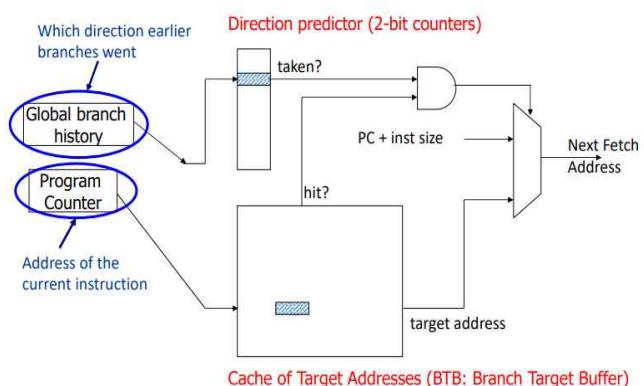 Direction predictor (2-bit counters)
Which direction earlier
branches went
taken?
Global branch
history
PC + inst size
Next Fetch
Address
Program
Counter
hit?
Address of the
current instruction
target address
Cache of Target Addresses (BTB: Branch Target Buffer)